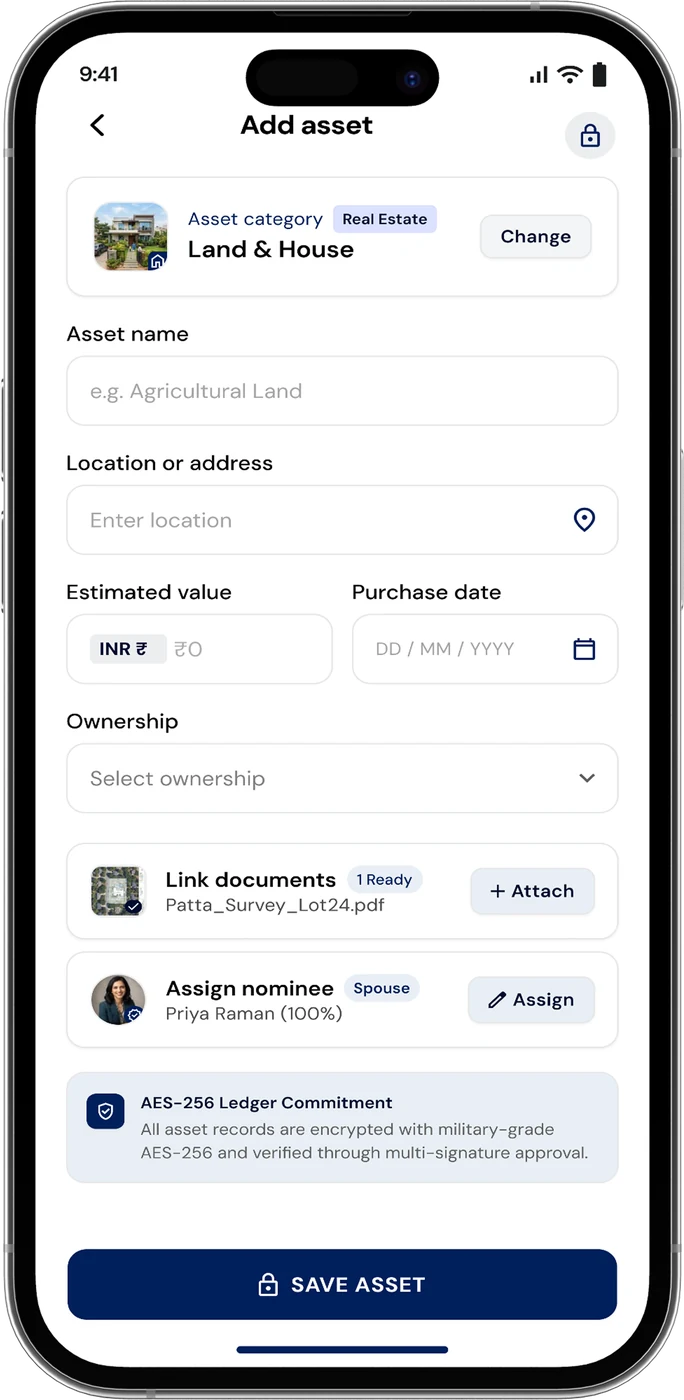 9:41
Add asset
Asset category Real Estate
Land & House
Change
Asset name
e.g. Agricultural Land
Location or address
Enter location
Estimated value Purchase date
INR ₹ ₹0 DD / MM / YYYY
Ownership
Select ownership
Link documents 1 Ready
Patta_Survey_Lot24.pdf
+ Attach
Assign nominee Spouse
Priya Raman (100%)
Assign
AES-256 Ledger Commitment
All asset records are encrypted with military-grade
AES-256 and verified through multi-signature approval.
SAVE ASSET